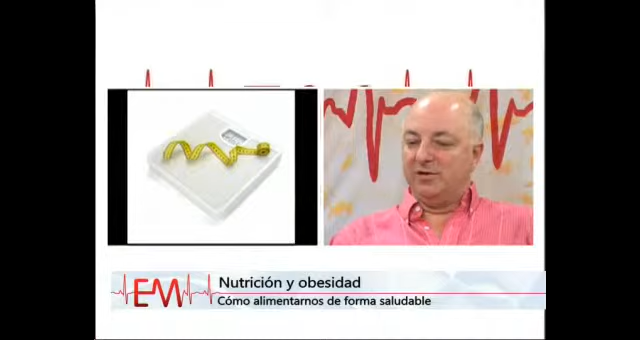 EM
Nutrición y obesidad
Cómo alimentarnos de forma saludable